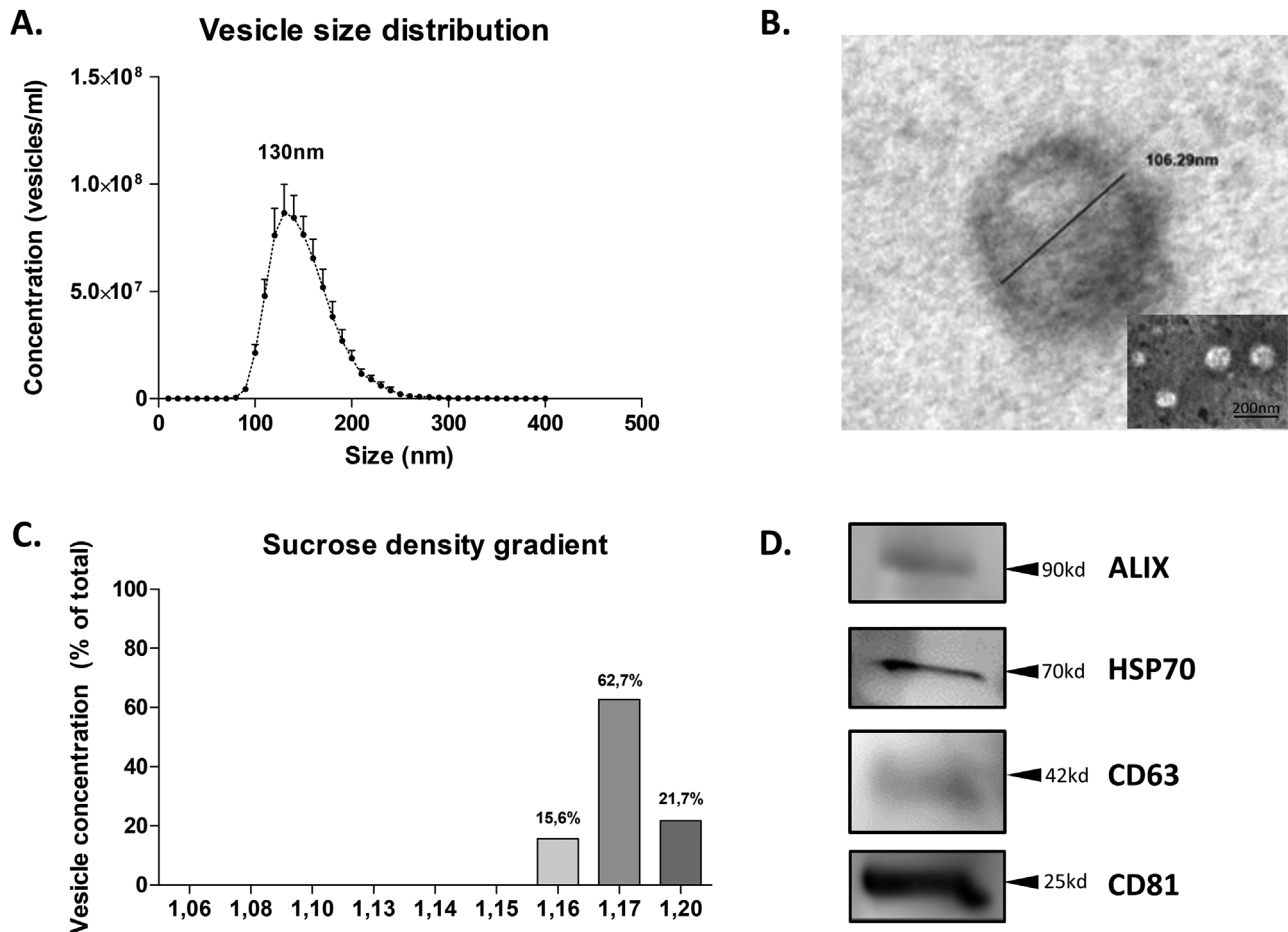 A.
Vesicle size distribution
Concentration (vesicles/ml)
1.5×10⁸
1.0×10⁸
5.0×10⁷
0
130nm
0 100 200 300 400 500
Size (nm)
B.
106.29nm
200nm
C.
Sucrose density gradient
Vesicle concentration (% of total)
100
80
60
40
20
0
15,6%
62,7%
21,7%
1,06 1,08 1,10 1,13 1,14 1,15 1,16 1,17 1,20
D.
90kd ALIX
70kd HSP70
42kd CD63
25kd CD81